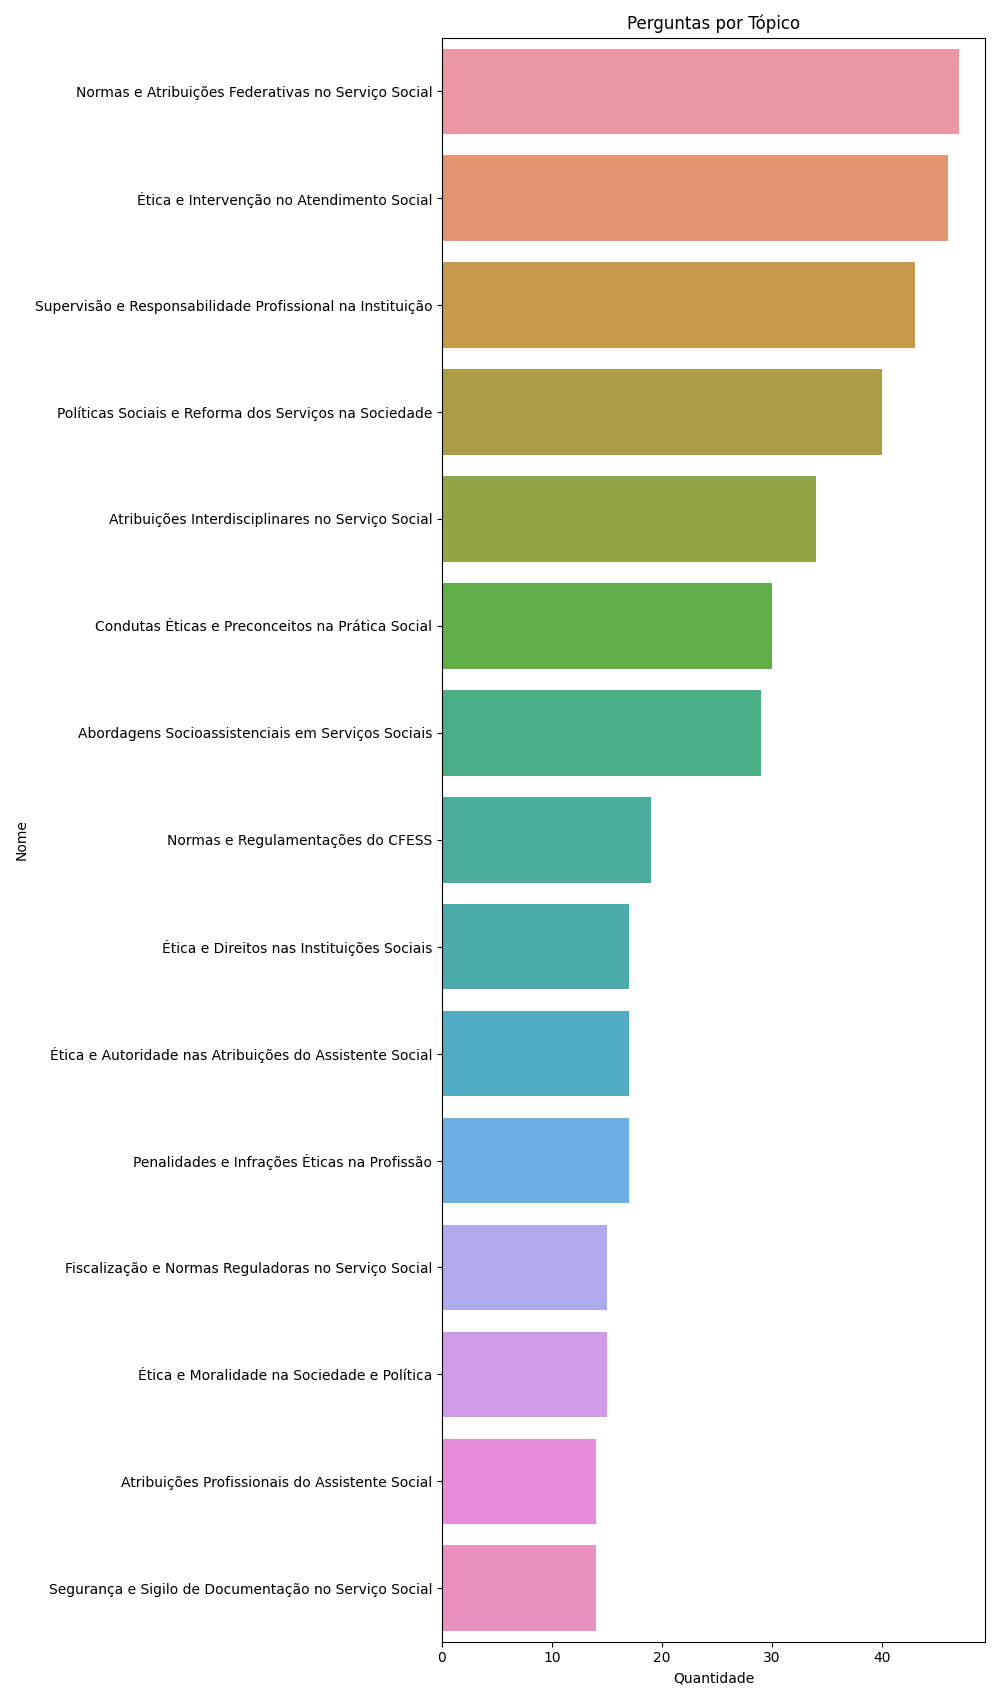 Perguntas por Tópico
Normas e Atribuições Federativas no Serviço Social
Ética e Intervenção no Atendimento Social
Supervisão e Responsabilidade Profissional na Instituição
Políticas Sociais e Reforma dos Serviços na Sociedade
Atribuições Interdisciplinares no Serviço Social
Condutas Éticas e Preconceitos na Prática Social
Abordagens Socioassistenciais em Serviços Sociais
Normas e Regulamentações do CFESS
Nome
Ética e Direitos nas Instituições Sociais
Ética e Autoridade nas Atribuições do Assistente Social
Penalidades e Infrações Éticas na Profissão
Fiscalização e Normas Reguladoras no Serviço Social
Ética e Moralidade na Sociedade e Política
Atribuições Profissionais do Assistente Social
Segurança e Sigilo de Documentação no Serviço Social
0 10 20 30 40
Quantidade